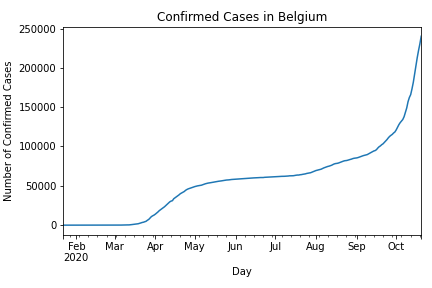 Confirmed Cases in Belgium
Number of Confirmed Cases
250000
200000
150000
100000
50000
0
Feb Mar Apr May Jun Jul Aug Sep Oct
2020
Day